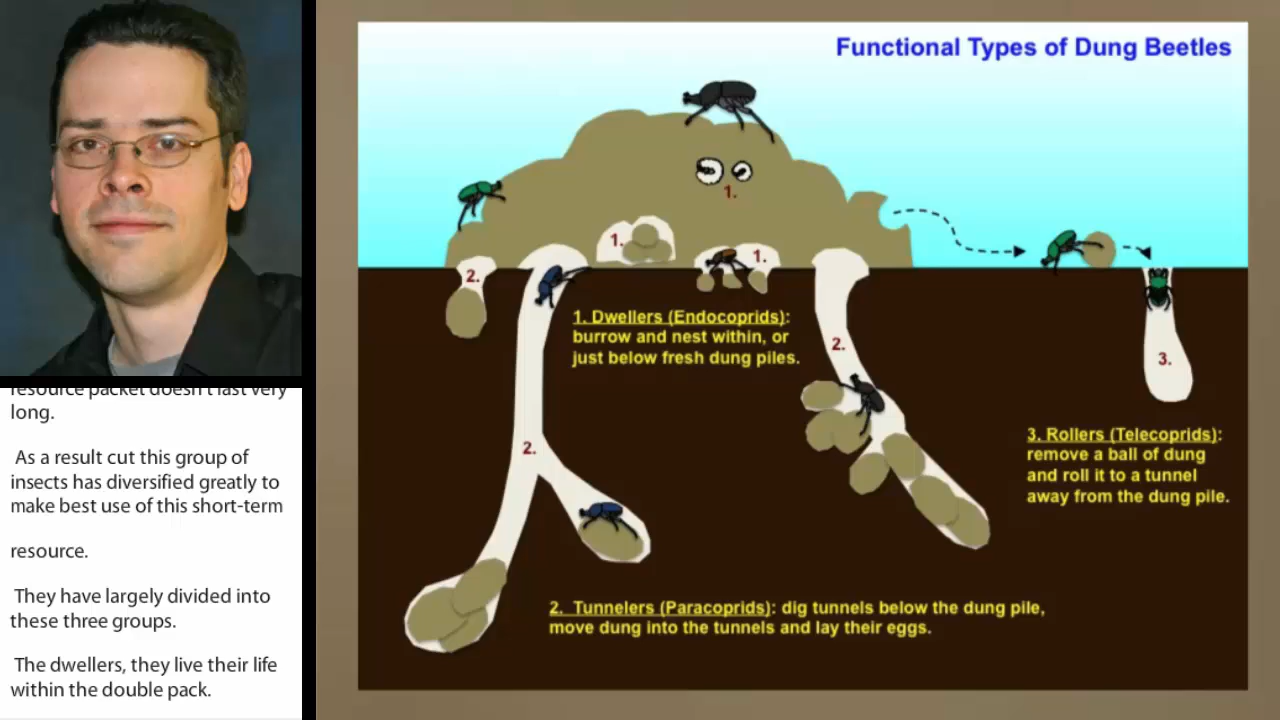 resource packet doesn't last very
long.
As a result cut this group of
insects has diversified greatly to
make best use of this short-term
resource.
They have largely divided into
these three groups.
The dwellers, they live their life
within the double pack.
Functional Types of Dung Beetles
1.
1.
1.
2.
1. Dwellers (Endocoprids):
burrow and nest within, or
just below fresh dung piles.
2.
3.
2.
3. Rollers (Telecoprids):
remove a ball of dung
and roll it to a tunnel
away from the dung pile.
2. Tunnelers (Paracoprids): dig tunnels below the dung pile,
move dung into the tunnels and lay their eggs.